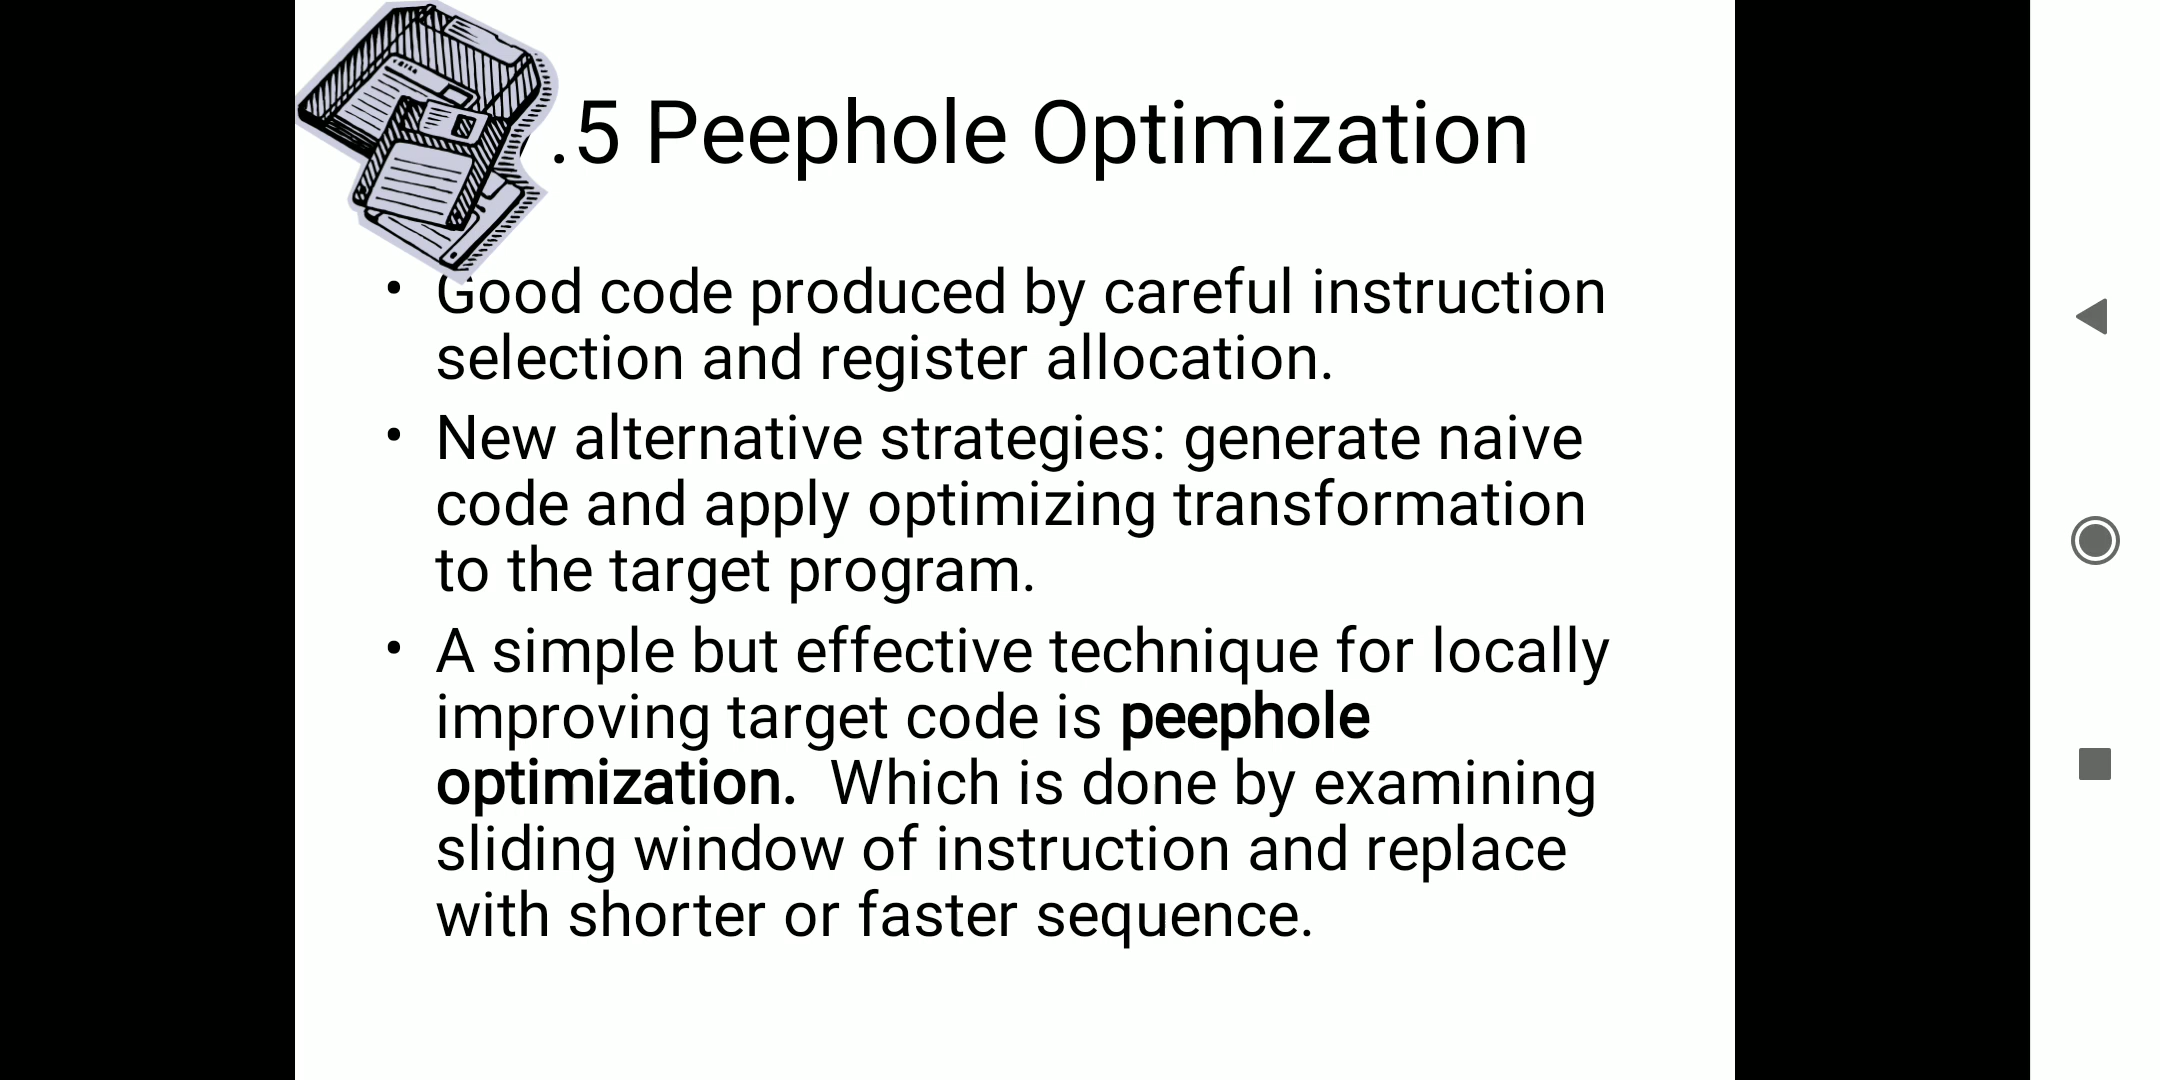 .5 Peephole Optimization
• Good code produced by careful instruction
selection and register allocation.
• New alternative strategies: generate naive
code and apply optimizing transformation
to the target program.
• A simple but effective technique for locally
improving target code is peephole
optimization. Which is done by examining
sliding window of instruction and replace
with shorter or faster sequence.